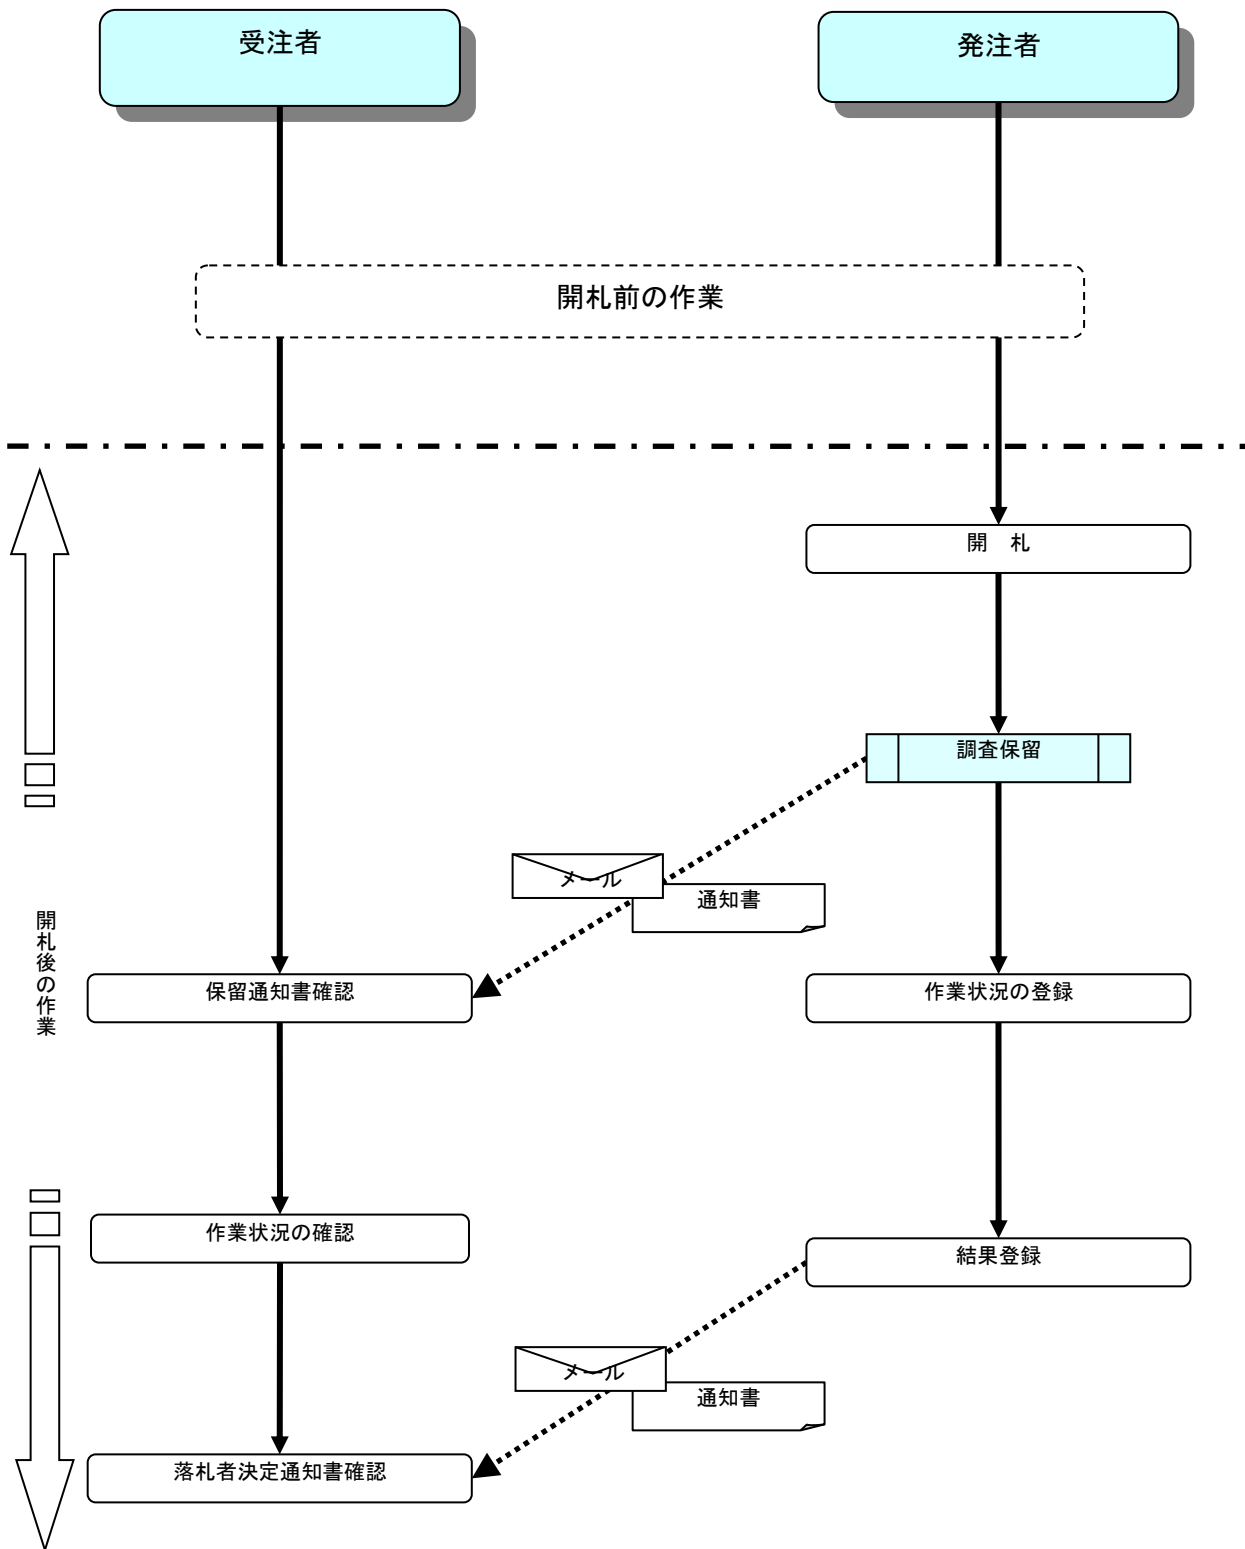 受注者
発注者
開札前の作業
開　札
調査保留
メール
通知書
開札後の作業
保留通知書確認
作業状況の登録
作業状況の確認
結果登録
メール
通知書
落札者決定通知書確認